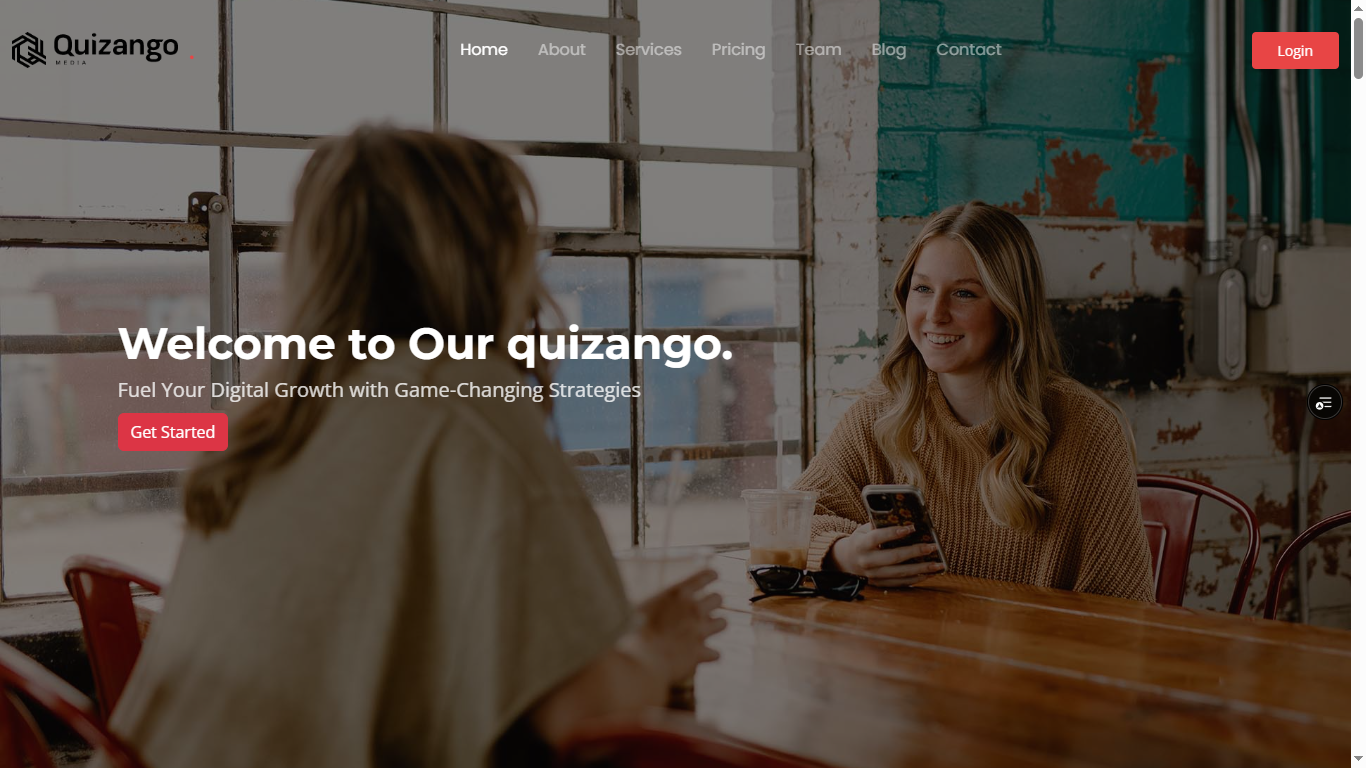 Quizango
MEDIA
Home About Services Pricing Team Blog Contact
Login
Welcome to Our quizango.
Fuel Your Digital Growth with Game-Changing Strategies
Get Started